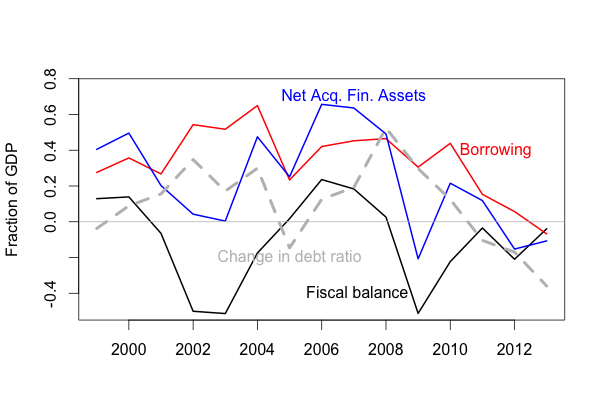 Fraction of GDP
0.8
0.6
0.4
0.2
0.0
-0.4
Net Acq. Fin. Assets
Borrowing
Change in debt ratio
Fiscal balance
2000 2002 2004 2006 2008 2010 2012